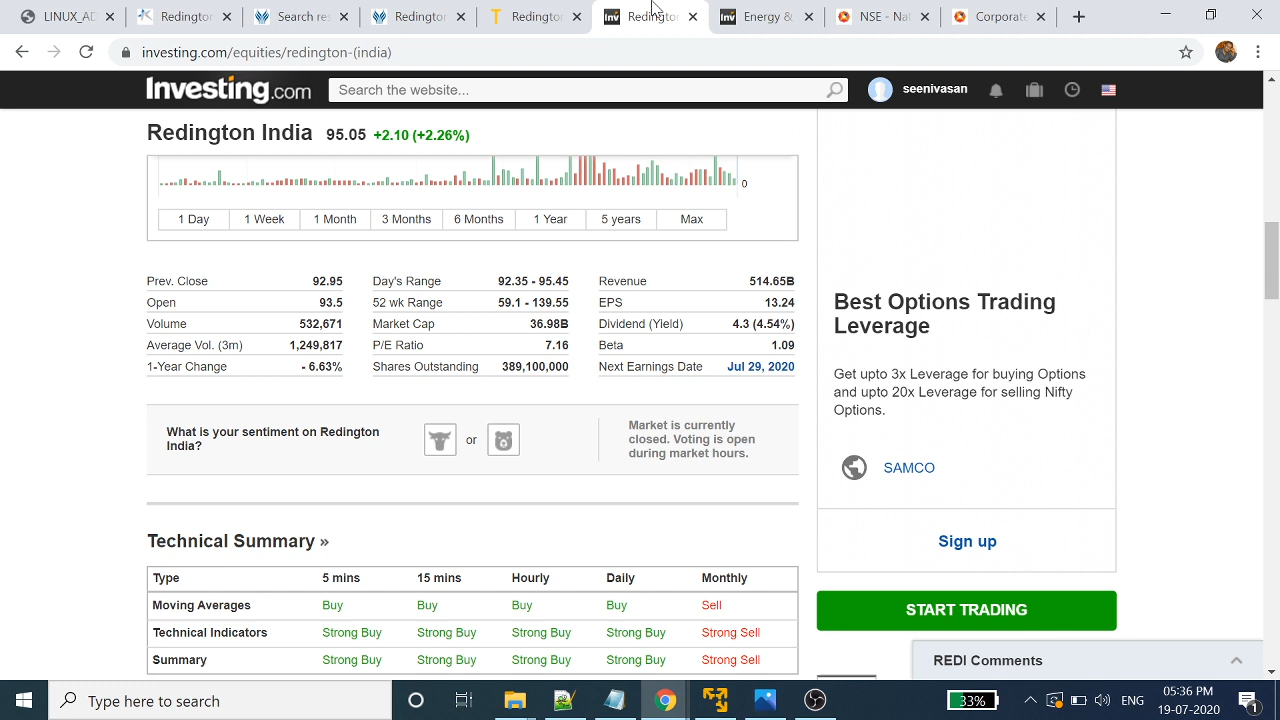 LINUX_AD
Redington
Search res
Redington
Redington
Redington
Energy &
NSE - Nat
Corporate
investing.com/equities/redington-(india)
Investing.com
Search the website...
seenivasan
Redington India 95.05 +2.10 (+2.26%)
0
1 Day 1 Week 1 Month 3 Months 6 Months 1 Year 5 years Max
Prev. Close 92.95 Day's Range 92.35 - 95.45 Revenue 514.65B
Open 93.5 52 wk Range 59.1 - 139.55 EPS 13.24
Volume 532,671 Market Cap 36.98B Dividend (Yield) 4.3 (4.54%)
Average Vol. (3m) 1,249,817 P/E Ratio 7.16 Beta 1.09
1-Year Change - 6.63% Shares Outstanding 389,100,000 Next Earnings Date Jul 29, 2020
What is your sentiment on Redington
India?
or
Market is currently
closed. Voting is open
during market hours.
Technical Summary »
Type 5 mins 15 mins Hourly Daily Monthly
Moving Averages Buy Buy Buy Buy Sell
Technical Indicators Strong Buy Strong Buy Strong Buy Strong Buy Strong Sell
Summary Strong Buy Strong Buy Strong Buy Strong Buy Strong Sell
Best Options Trading
Leverage
Get upto 3x Leverage for buying Options
and upto 20x Leverage for selling Nifty
Options.
SAMCO
Sign up
START TRADING
REDI Comments
Type here to search
33%
ENG
05:36 PM
19-07-2020
1